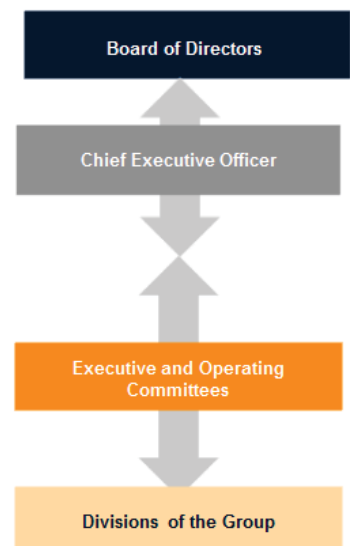 Board of Directors
Chief Executive Officer
Executive and Operating
Committees
Divisions of the Group